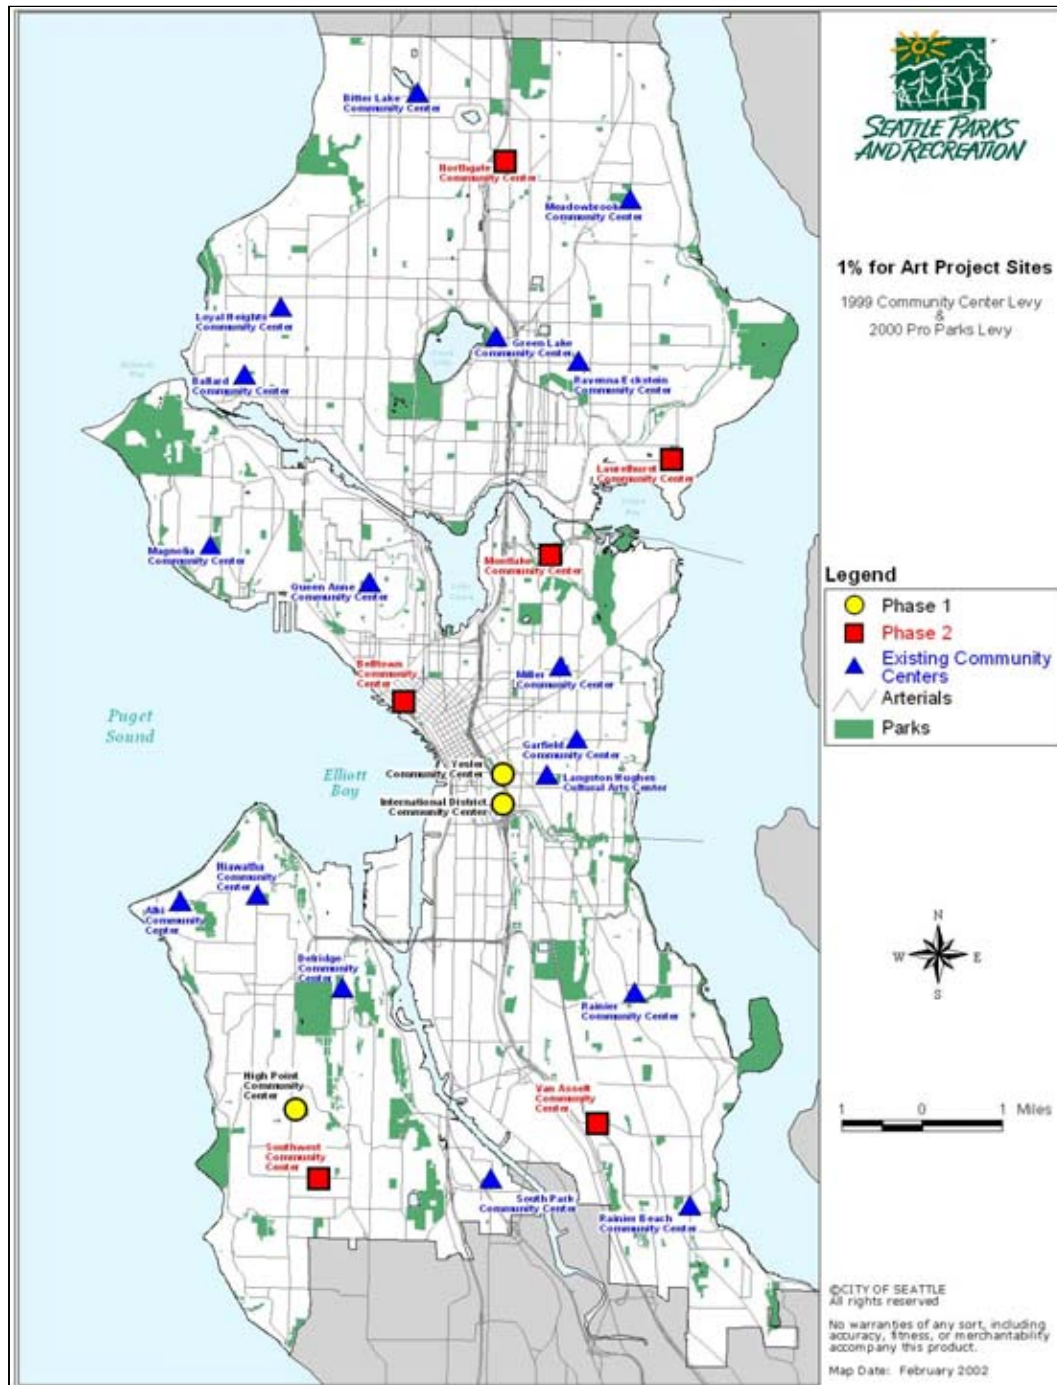 Bitter Lake
Community Center
Northgate
Community Center
Meadowbrook
Community Center
Loyal Heights
Community Center
Green Lake
Community Center
Ballard
Community Center
Ravenna Eckstein
Community Center
Laurelhurst
Community Center
Magnolia
Community Center
Montlake
Community Center
Queen Anne
Community Center
Belltown
Community
Center
Miller
Community Center
Puget
Sound
Garfield
Community Center
Yesler
Community Center
Langston Hughes
Cultural Arts Center
Elliott
Bay
International District
Community Center
Hiawatha
Community
Center
Alki
Community
Center
Delridge
Community
Center
Rainier
Community Center
High Point
Community
Center
Van Asselt
Community
Center
Southwest
Community
Center
South Park
Community Center
Rainier Beach
Community Center
SEATTLE PARKS
AND RECREATION
1% for Art Project Sites
1999 Community Center Levy
&
2000 Pro Parks Levy
Legend
Phase 1
Phase 2
Existing Community
Centers
Arterials
Parks
N
W E
S
1 0 1 Miles
©CITY OF SEATTLE
All rights reserved
No warranties of any sort, including
accuracy, fitness, or merchantability
accompany this product.
Map Date: February 2002